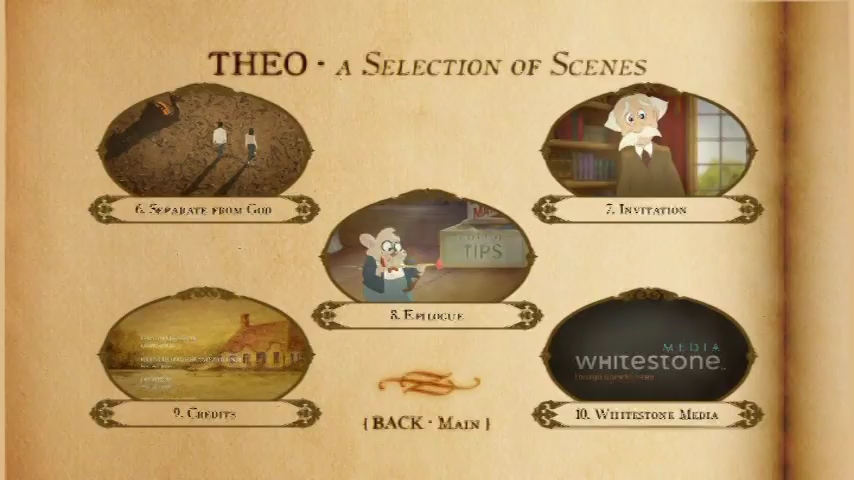 THEO · A SELECTION OF SCENES
6. SEPARATE FROM GOD
7. INVITATION
TIPS
8. EPILOGUE
MEDIA
WHITESTONE
9. CREDITS
10. WHITESTONE MEDIA
{ BACK · MAIN }